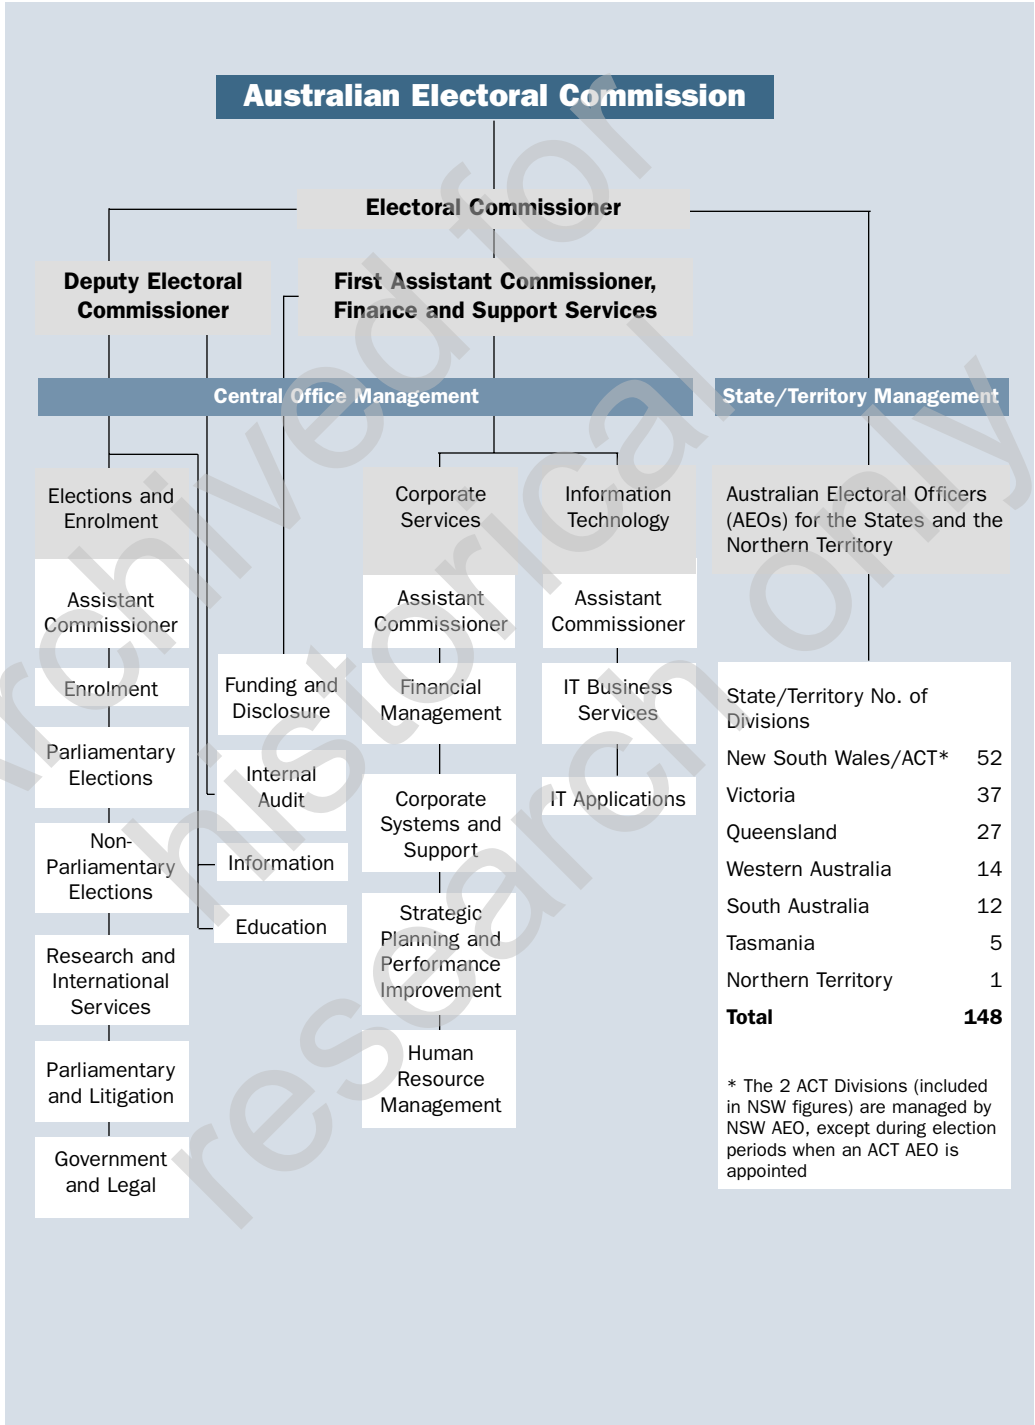 Australian Electoral Commission
Electoral Commissioner
Deputy Electoral
Commissioner
First Assistant Commissioner,
Finance and Support Services
Central Office Management
State/Territory Management
Elections and
Enrolment
Assistant
Commissioner
Enrolment
Parliamentary
Elections
Non-
Parliamentary
Elections
Research and
International
Services
Parliamentary
and Litigation
Government
and Legal
Funding and
Disclosure
Internal
Audit
Information
Education
Corporate
Services
Assistant
Commissioner
Financial
Management
Corporate
Systems and
Support
Strategic
Planning and
Performance
Improvement
Human
Resource
Management
Information
Technology
Assistant
Commissioner
IT Business
Services
IT Applications
Australian Electoral Officers
(AEOs) for the States and the
Northern Territory
State/Territory No. of
Divisions
New South Wales/ACT* 52
Victoria 37
Queensland 27
Western Australia 14
South Australia 12
Tasmania 5
Northern Territory 1
Total 148
* The 2 ACT Divisions (included
in NSW figures) are managed by
NSW AEO, except during election
periods when an ACT AEO is
appointed
Archived for
historical
research only